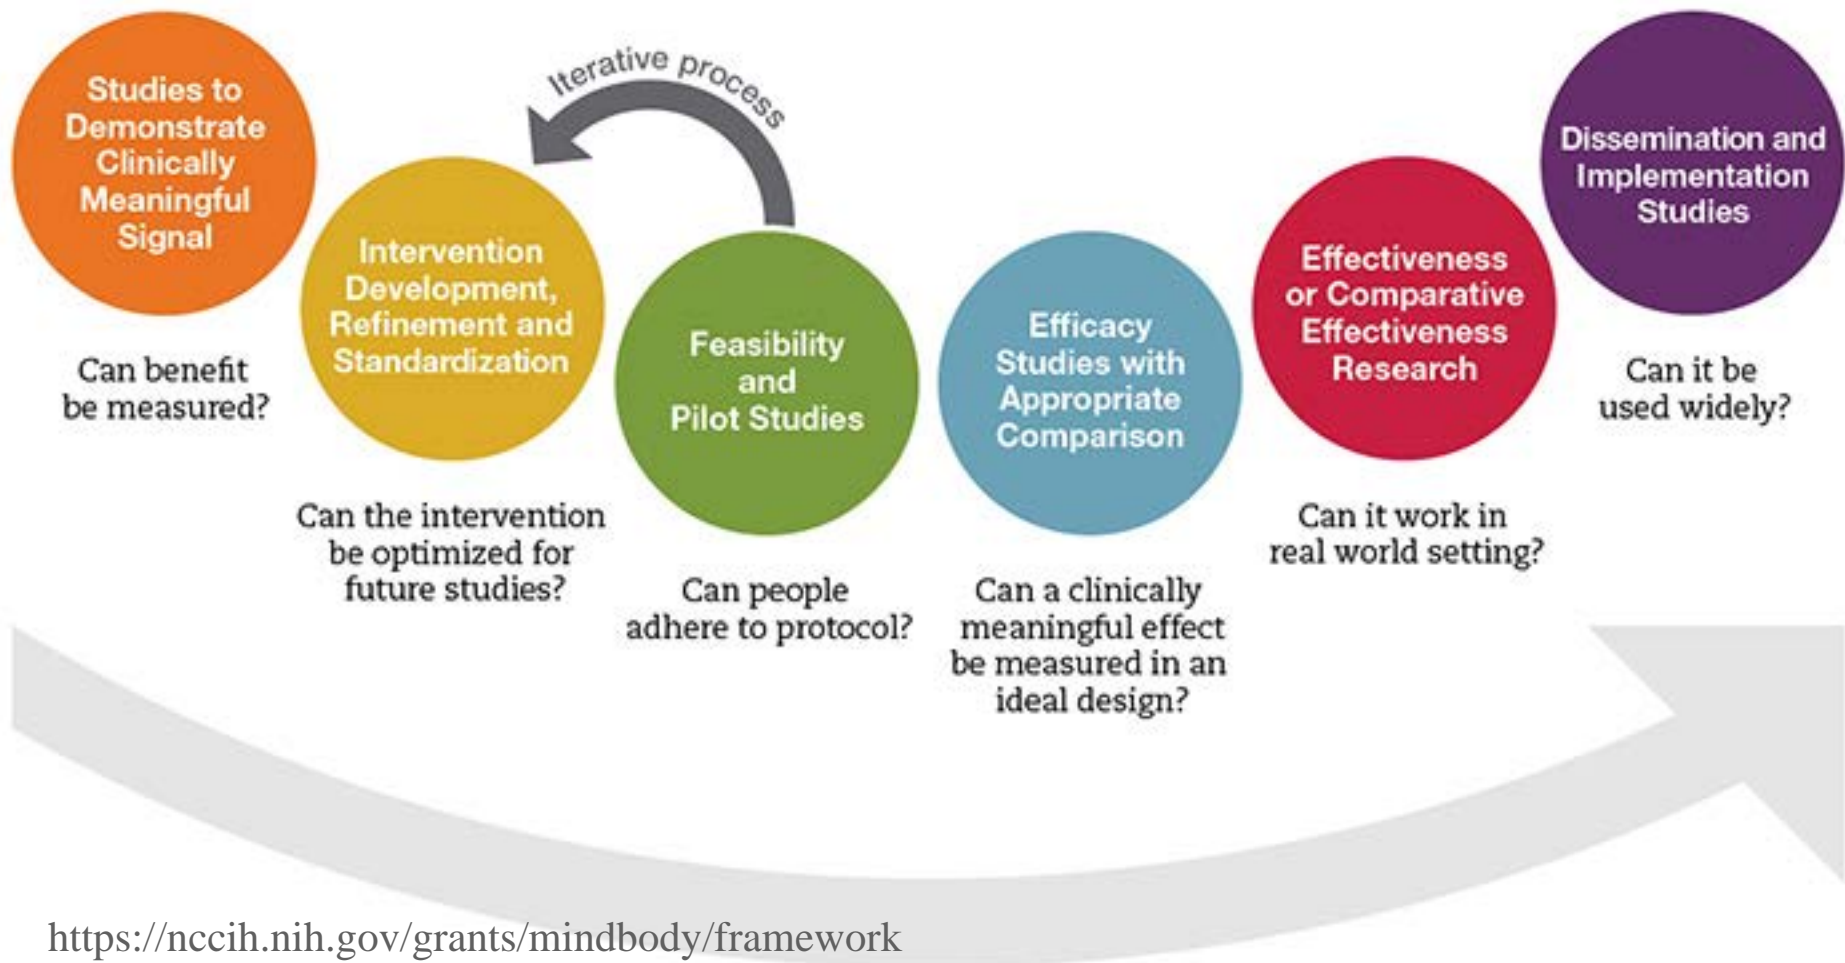 Studies to
Demonstrate
Clinically
Meaningful
Signal
Can benefit
be measured?
Iterative process
Intervention
Development,
Refinement and
Standardization
Can the intervention
be optimized for
future studies?
Feasibility
and
Pilot Studies
Can people
adhere to protocol?
Efficacy
Studies with
Appropriate
Comparison
Can a clinically
meaningful effect
be measured in an
ideal design?
Effectiveness
or Comparative
Effectiveness
Research
Can it work in
real world setting?
Dissemination and
Implementation
Studies
Can it be
used widely?
https://nccih.nih.gov/grants/mindbody/framework